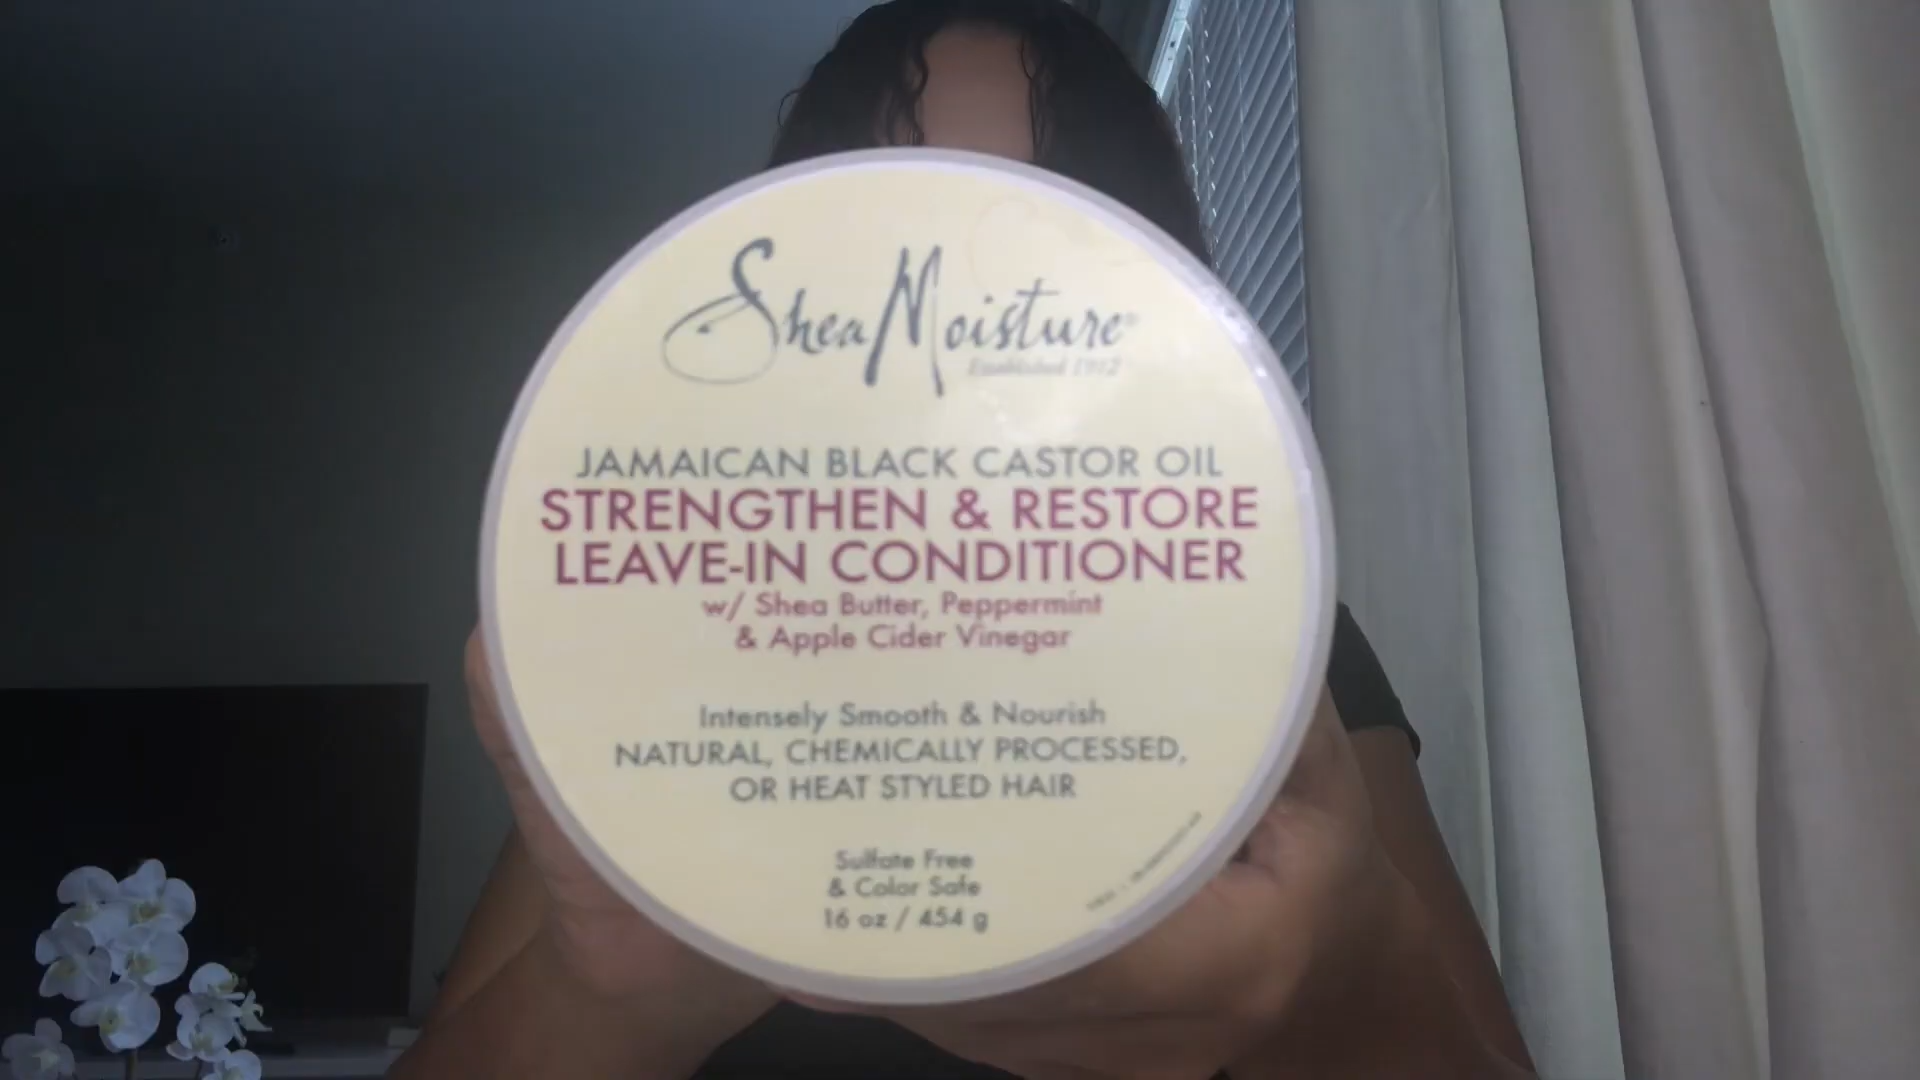 SheaMoisture®
Established 1912
JAMAICAN BLACK CASTOR OIL
STRENGTHEN & RESTORE
LEAVE-IN CONDITIONER
w/ Shea Butter, Peppermint
& Apple Cider Vinegar
Intensely Smooth & Nourish
NATURAL, CHEMICALLY PROCESSED,
OR HEAT STYLED HAIR
Sulfate Free
& Color Safe
16 oz / 454 g